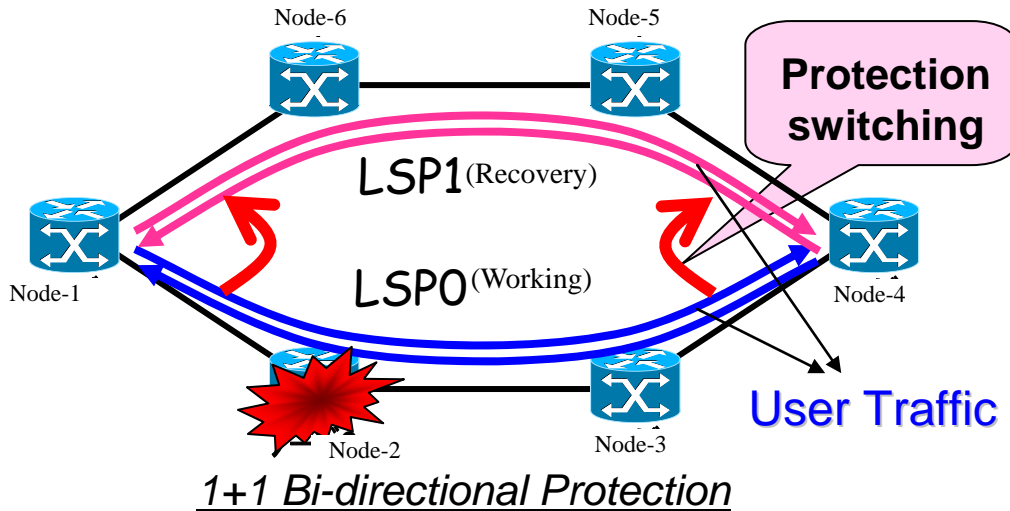 Node-6
Node-5
Protection
switching
LSP1 (Recovery)
Node-1
LSP0 (Working)
Node-4
User Traffic
Node-2
Node-3
1+1 Bi-directional Protection